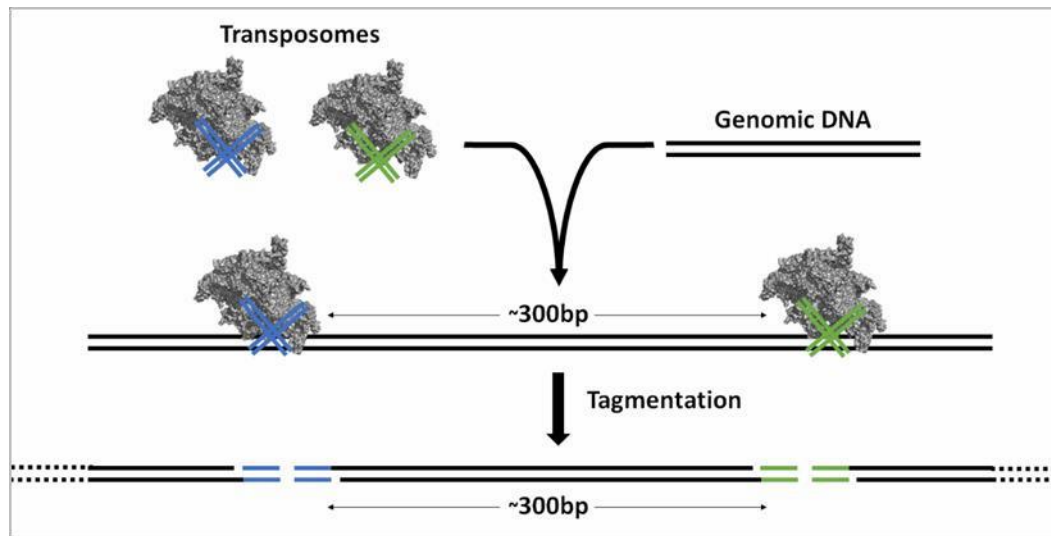 Transposomes
Genomic DNA
~300bp
Tagmentation
~300bp